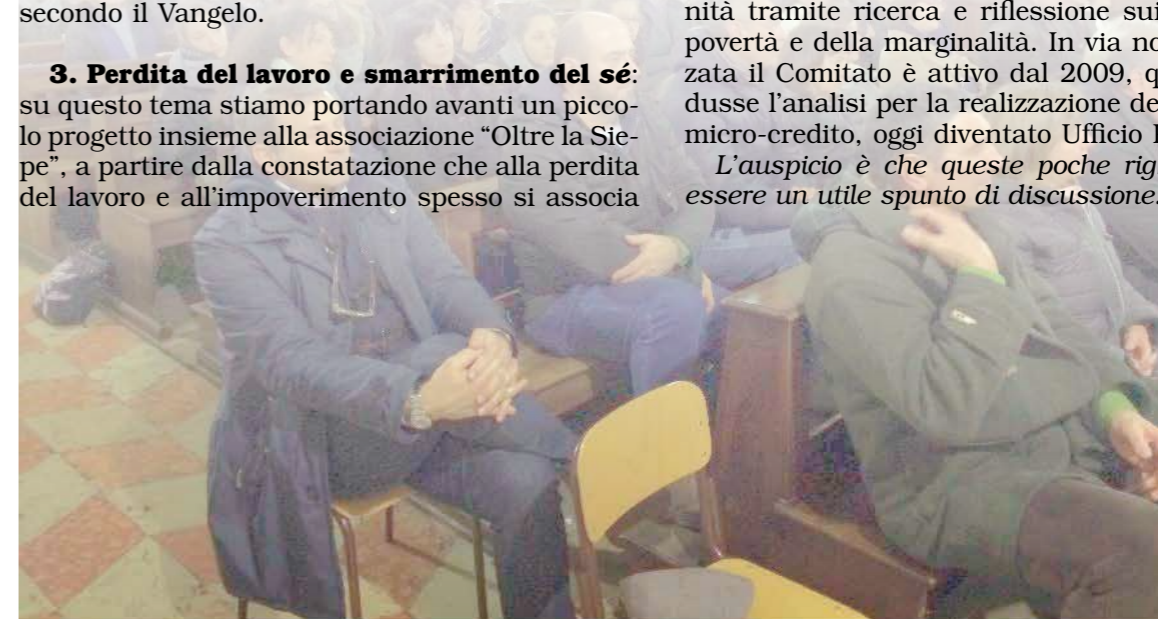 secondo il Vangelo.
3. Perdita del lavoro e smarrimento del sé:
su questo tema stiamo portando avanti un picco-
lo progetto insieme alla associazione “Oltre la Sie-
pe”, a partire dalla constatazione che alla perdita
del lavoro e all'impoverimento spesso si associa
nità tramite ricerca e riflessione sui
povertà e della marginalità. In via no
zata il Comitato è attivo dal 2009, q
dusse l'analisi per la realizzazione de
micro-credito, oggi diventato Ufficio
L'auspicio è che queste poche rig
essere un utile spunto di discussione.